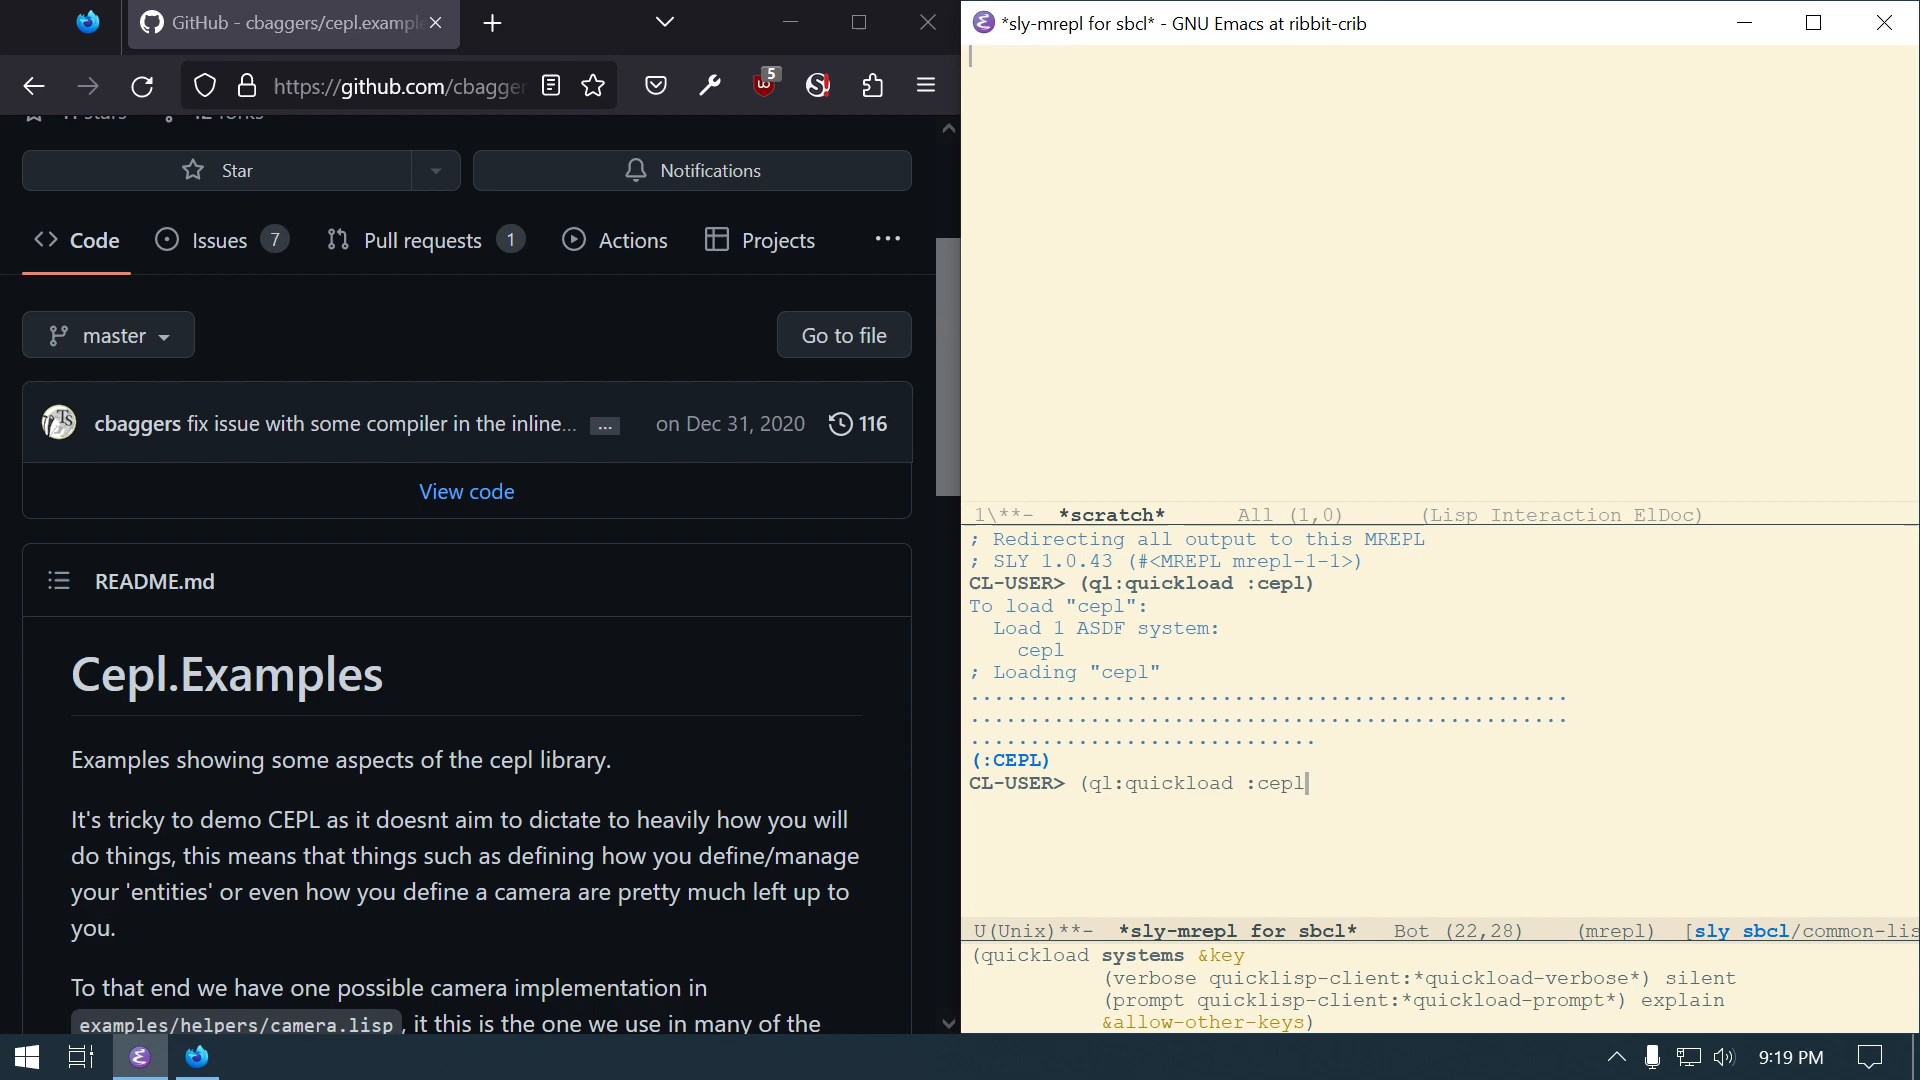 GitHub - cbaggers/cepl.exampl
https://github.com/cbagger
5
Star
Notifications
Code
Issues 7
Pull requests 1
Actions
Projects
master
Go to file
cbaggers fix issue with some compiler in the inline... ... on Dec 31, 2020 116
View code
README.md
Cepl.Examples
Examples showing some aspects of the cepl library.
It's tricky to demo CEPL as it doesnt aim to dictate to heavily how you will
do things, this means that things such as defining how you define/manage
your 'entities' or even how you define a camera are pretty much left up to
you.
To that end we have one possible camera implementation in
examples/helpers/camera.lisp, it this is the one we use in many of the
*sly-mrepl for sbcl* - GNU Emacs at ribbit-crib
1\**- *scratch* All (1,0) (Lisp Interaction ElDoc)
; Redirecting all output to this MREPL
; SLY 1.0.43 (#<MREPL mrepl-1-1>)
CL-USER> (ql:quickload :cepl)
To load "cepl":
Load 1 ASDF system:
cepl
; Loading "cepl"
..................................................
..................................................
.............................
(:CEPL)
CL-USER> (ql:quickload :cepl
U(Unix)**- *sly-mrepl for sbcl* Bot (22,28) (mrepl) [sly sbcl/common-lis
(quickload systems &key
(verbose quicklisp-client:*quickload-verbose*) silent
(prompt quicklisp-client:*quickload-prompt*) explain
&allow-other-keys)
9:19 PM